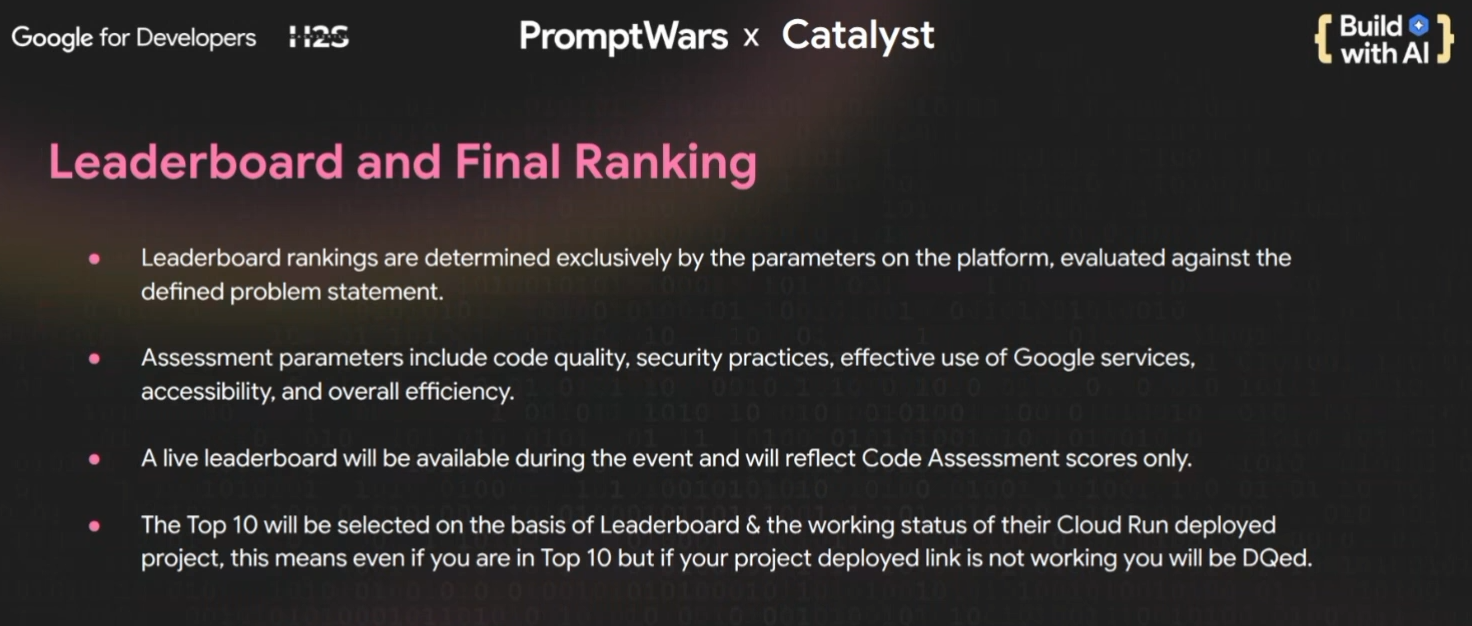 Google for Developers H2S PromptWars x Catalyst { Build with AI }
Leaderboard and Final Ranking
• Leaderboard rankings are determined exclusively by the parameters on the platform, evaluated against the
defined problem statement.
• Assessment parameters include code quality, security practices, effective use of Google services,
accessibility, and overall efficiency.
• A live leaderboard will be available during the event and will reflect Code Assessment scores only.
• The Top 10 will be selected on the basis of Leaderboard & the working status of their Cloud Run deployed
project, this means even if you are in Top 10 but if your project deployed link is not working you will be DQed.